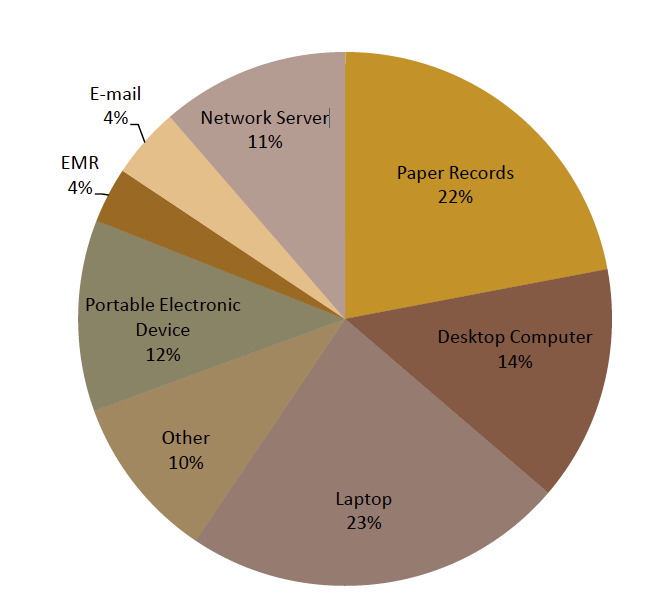 E-mail
4%
Network Server
11%
EMR
4%
Paper Records
22%
Portable Electronic
Device
12%
Desktop Computer
14%
Other
10%
Laptop
23%